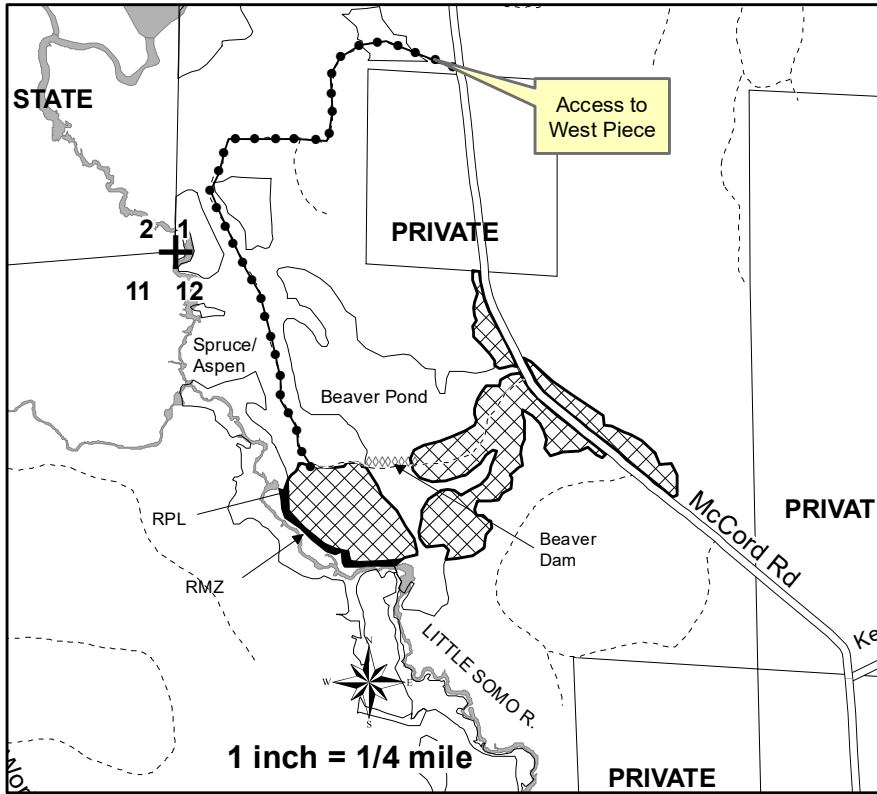 STATE
Access to
West Piece
2
1
PRIVATE
11
12
Spruce/
Aspen
Beaver Pond
RPL
McCord Rd
PRIVAT
Beaver
Dam
RMZ
Ke
LITTLE SOMO R.
N
W
E
S
1 inch = 1/4 mile
PRIVATE